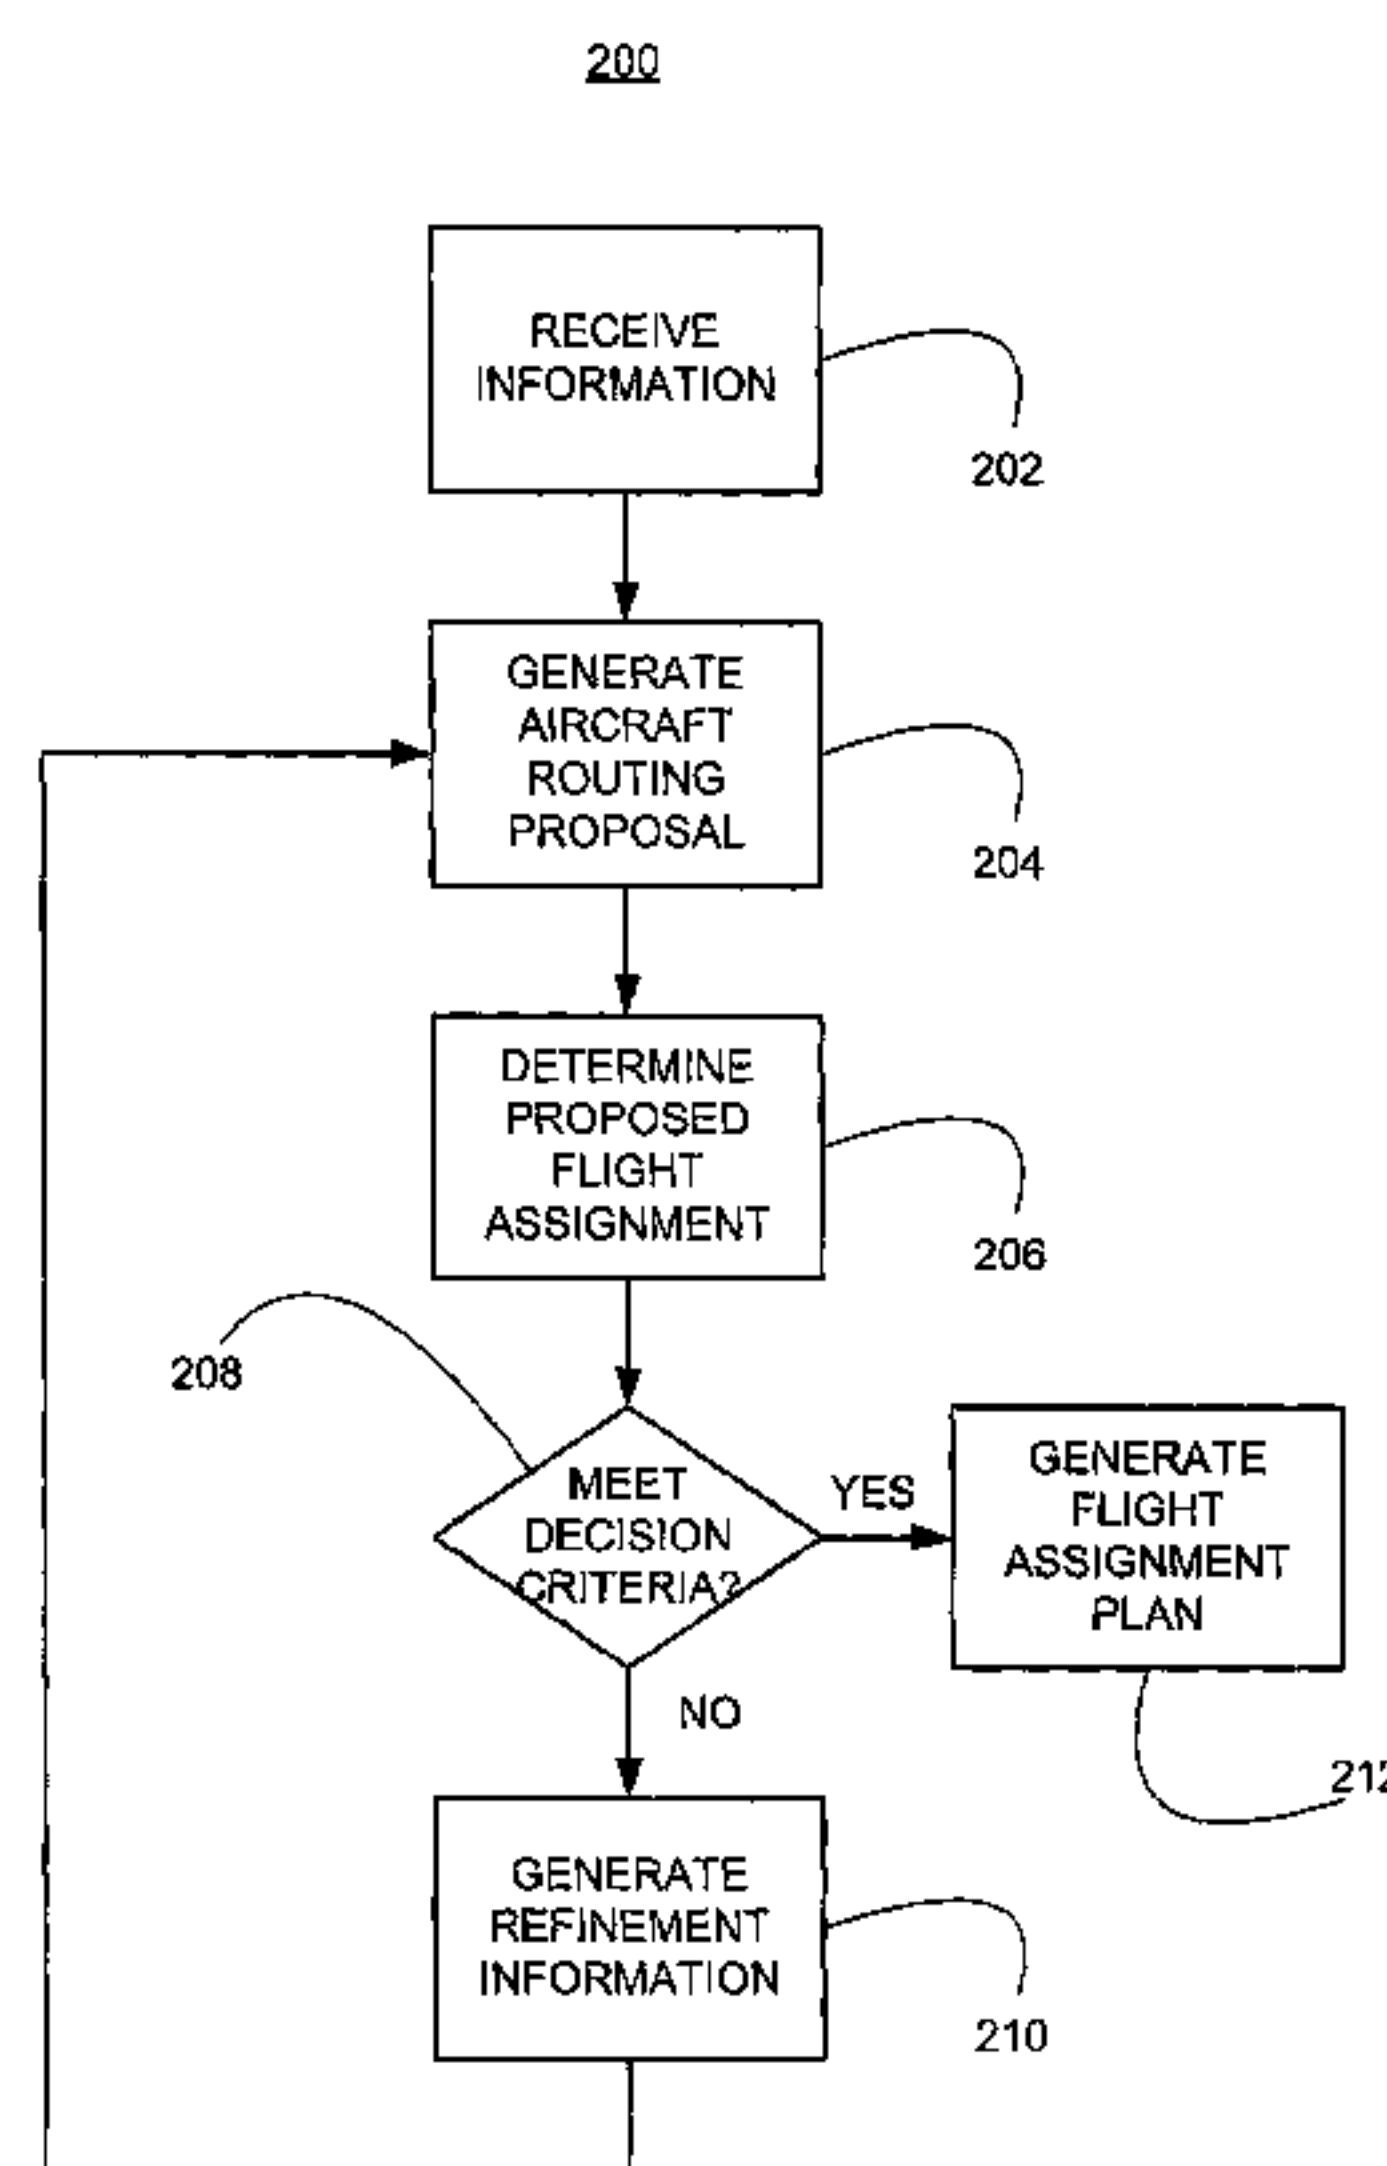 200
RECEIVE
INFORMATION
202
GENERATE
AIRCRAFT
ROUTING
PROPOSAL
204
DETERMINE
PROPOSED
FLIGHT
ASSIGNMENT
206
208
MEET
DECISION
CRITERIA?
YES
GENERATE
FLIGHT
ASSIGNMENT
PLAN
NO
212
GENERATE
REFINEMENT
INFORMATION
210